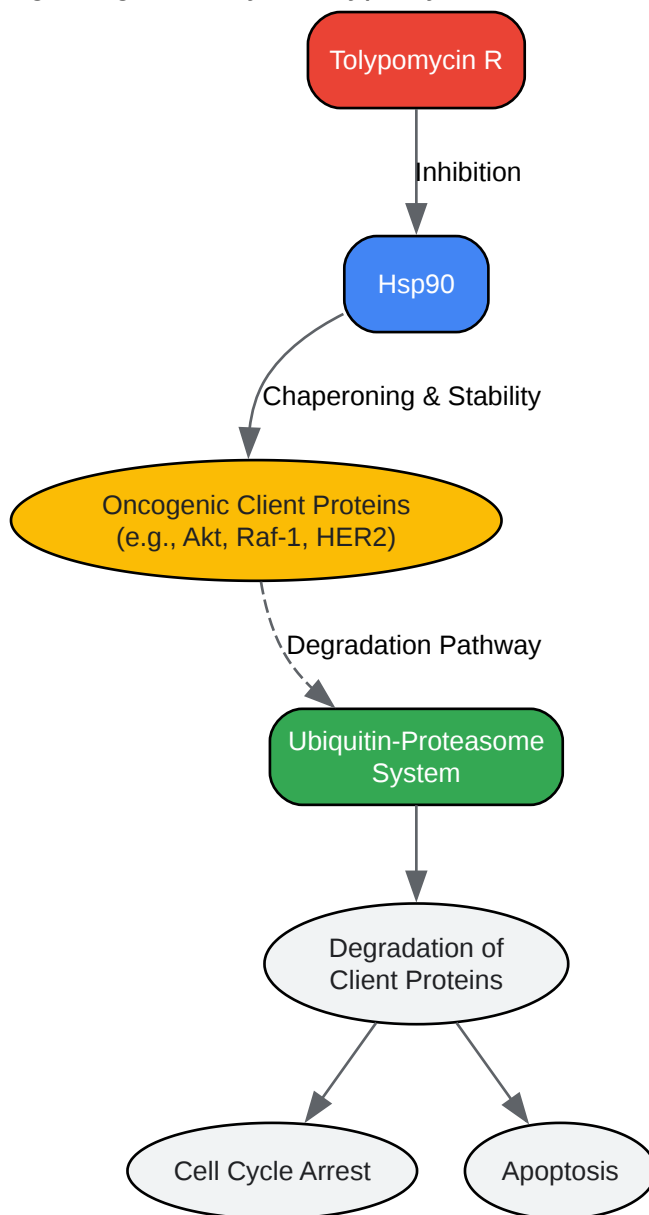 Tolypomycin R
Inhibition
Hsp90
Chaperoning & Stability
Oncogenic Client Proteins
(e.g., Akt, Raf-1, HER2)
Degradation Pathway
Ubiquitin-Proteasome
System
Degradation of
Client Proteins
Cell Cycle Arrest
Apoptosis